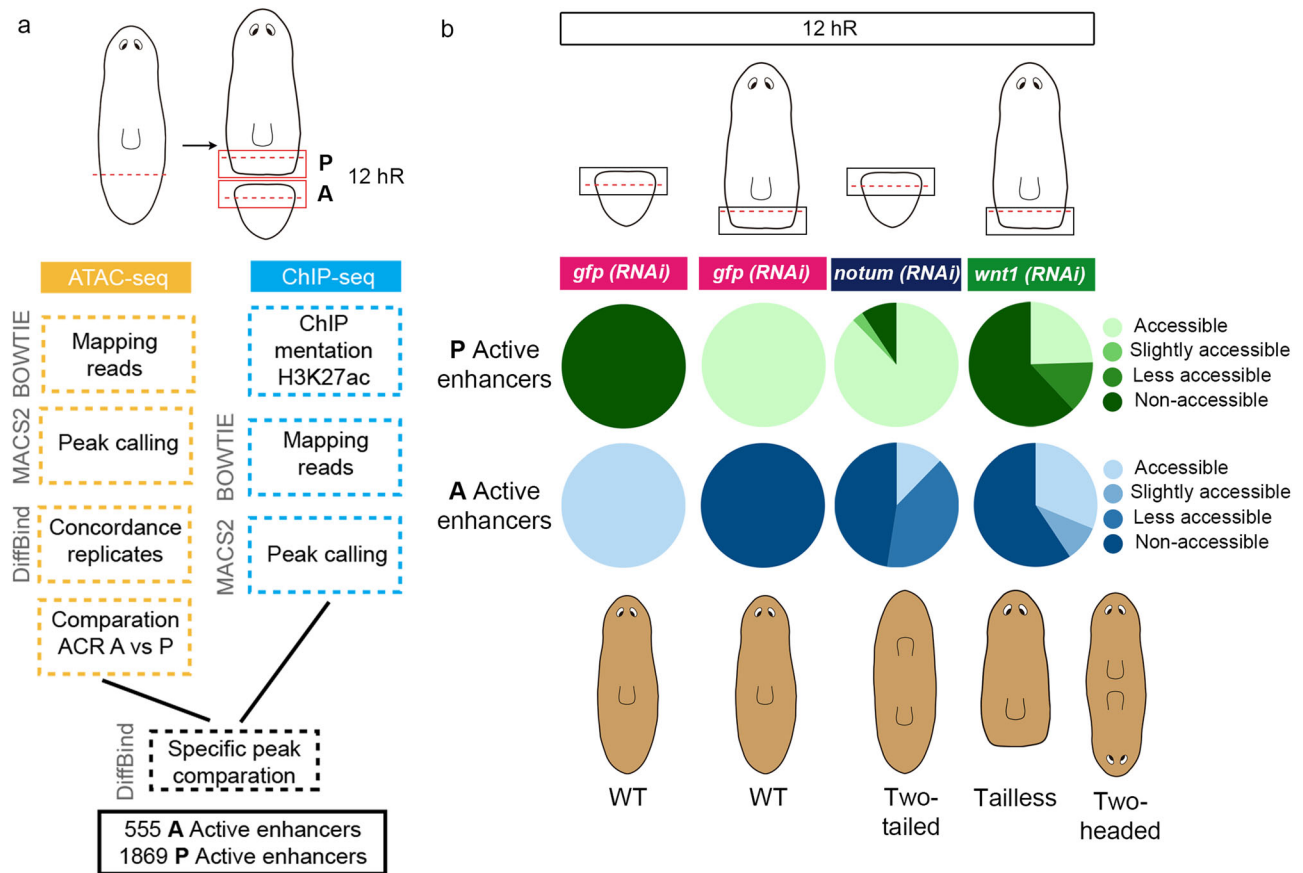 a
P
A
12 hR
ATAC-seq
ChIP-seq
BOWTIE
Mapping
reads
MACS2
Peak calling
DiffBind
Concordance
replicates
Comparation
ACR A vs P
ChIP
mentation
H3K27ac
BOWTIE
Mapping
reads
MACS2
Peak calling
DiffBind
Specific peak
comparation
555 A Active enhancers
1869 P Active enhancers
b
12 hR
gfp (RNAi)
gfp (RNAi)
notum (RNAi)
wnt1 (RNAi)
P Active
enhancers
Accessible
Slightly accessible
Less accessible
Non-accessible
A Active
enhancers
Accessible
Slightly accessible
Less accessible
Non-accessible
WT
WT
Two-
tailed
Tailless
Two-
headed